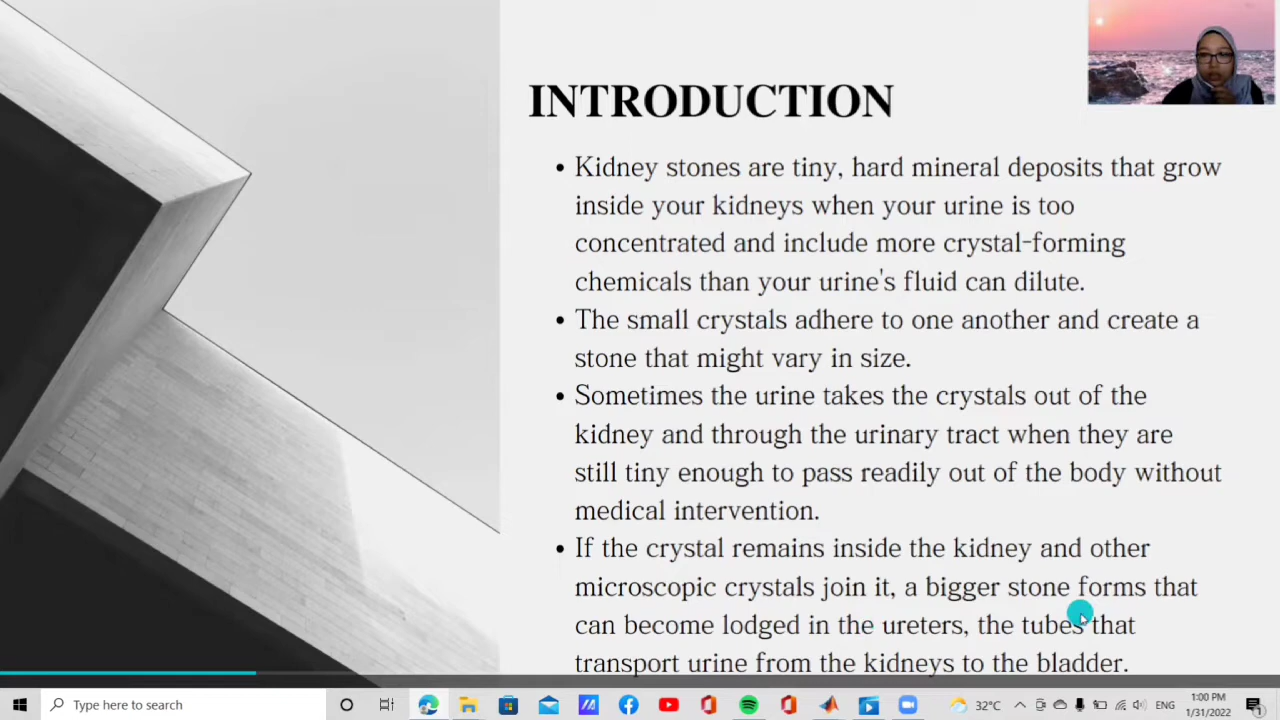 INTRODUCTION
• Kidney stones are tiny, hard mineral deposits that grow
inside your kidneys when your urine is too
concentrated and include more crystal-forming
chemicals than your urine's fluid can dilute.
• The small crystals adhere to one another and create a
stone that might vary in size.
• Sometimes the urine takes the crystals out of the
kidney and through the urinary tract when they are
still tiny enough to pass readily out of the body without
medical intervention.
• If the crystal remains inside the kidney and other
microscopic crystals join it, a bigger stone forms that
can become lodged in the ureters, the tubes that
transport urine from the kidneys to the bladder.
Type here to search
32°C
ENG
1:00 PM
1/31/2022
1